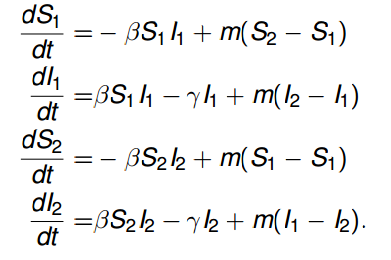 dS₁/dt = − βS₁I₁ + m(S₂ − S₁)
dI₁/dt =βS₁I₁ − γI₁ + m(I₂ − I₁)
dS₂/dt = − βS₂I₂ + m(S₁ − S₁)
dI₂/dt =βS₂I₂ − γI₂ + m(I₁ − I₂).